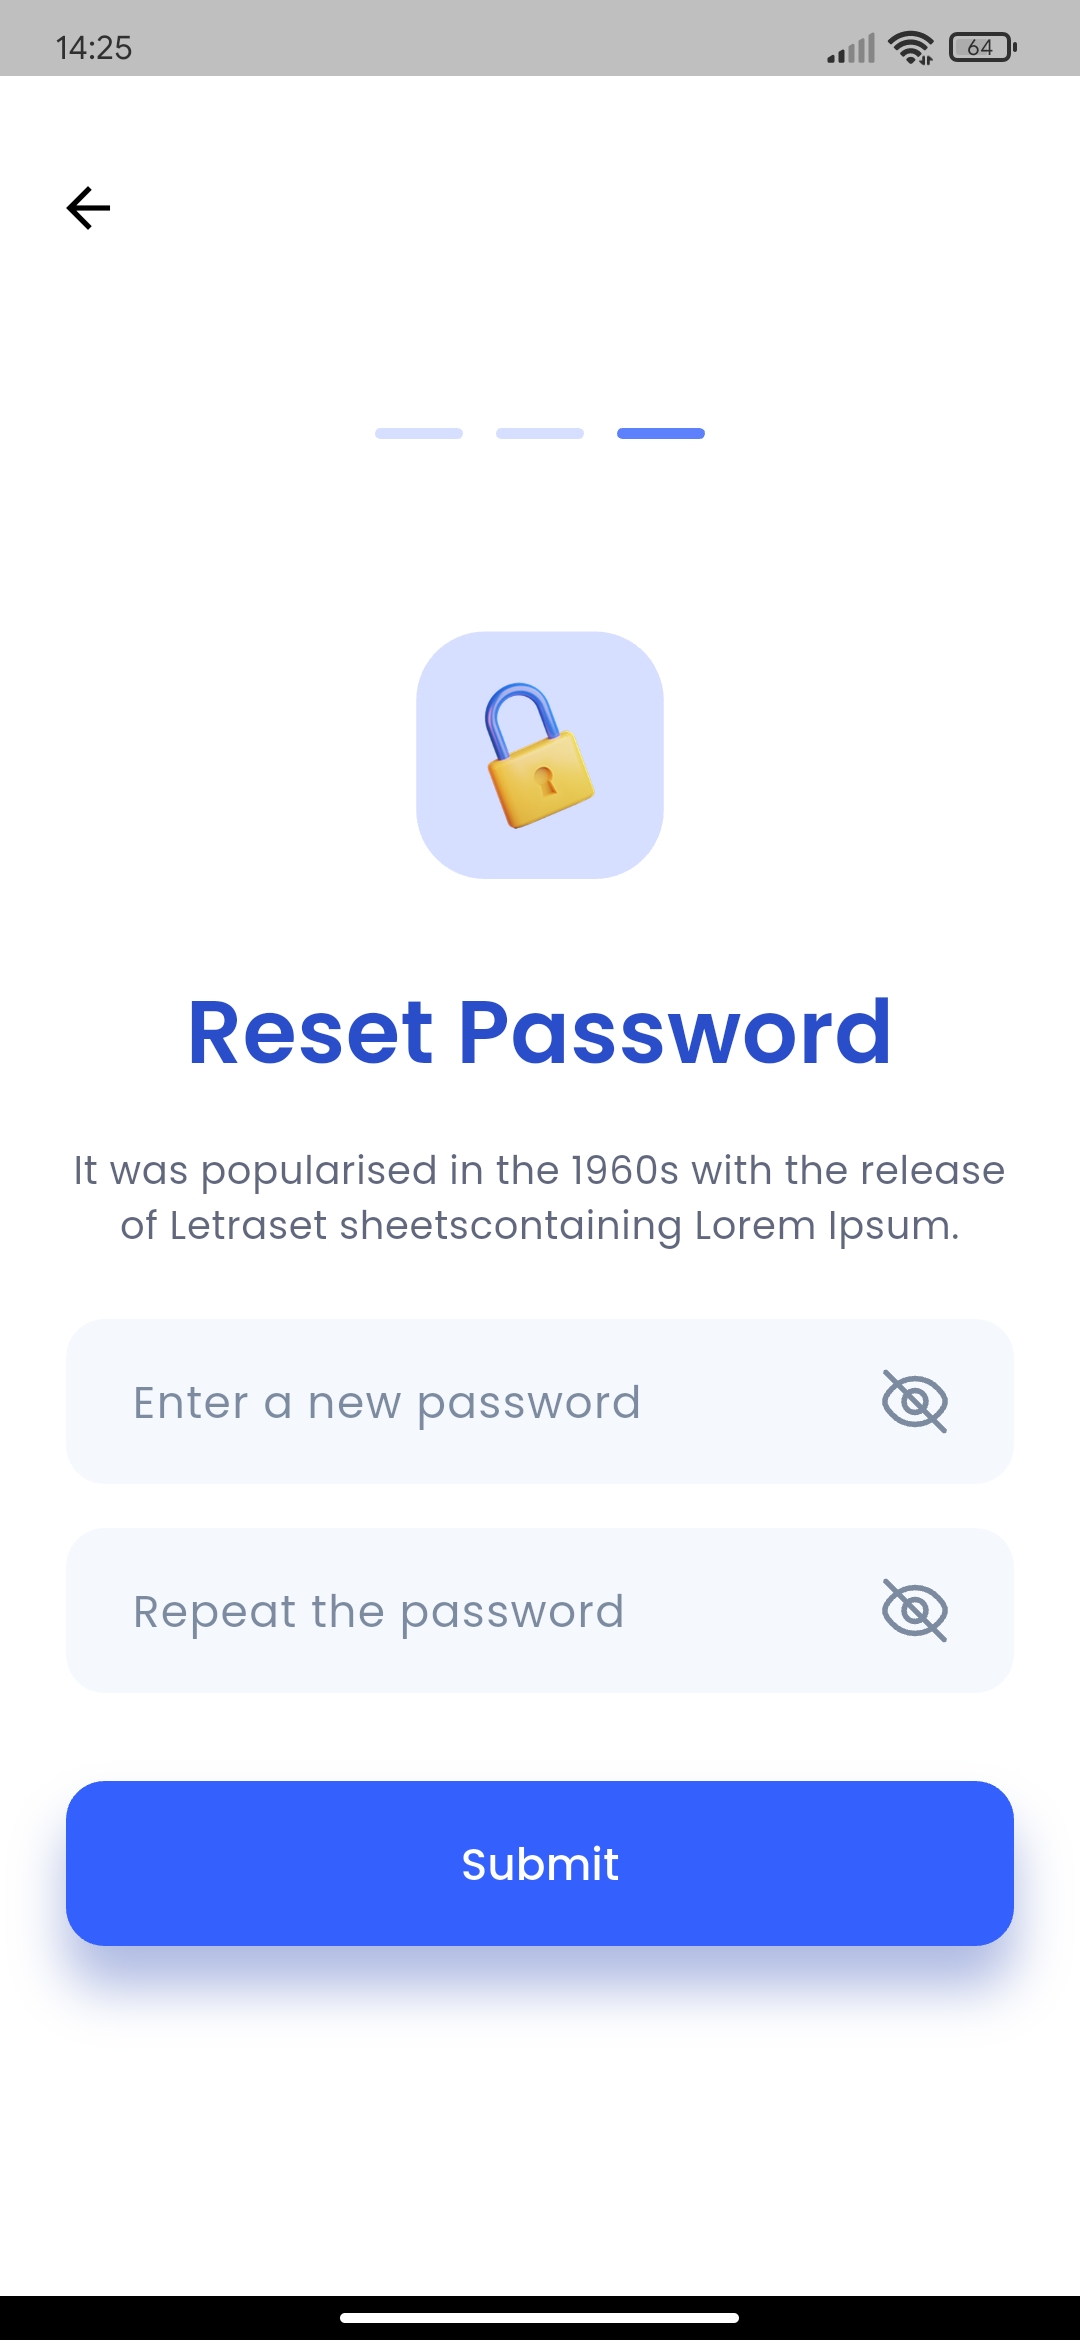 14:25
64
Reset Password
It was popularised in the 1960s with the release
of Letraset sheetscontaining Lorem Ipsum.
Enter a new password
Repeat the password
Submit